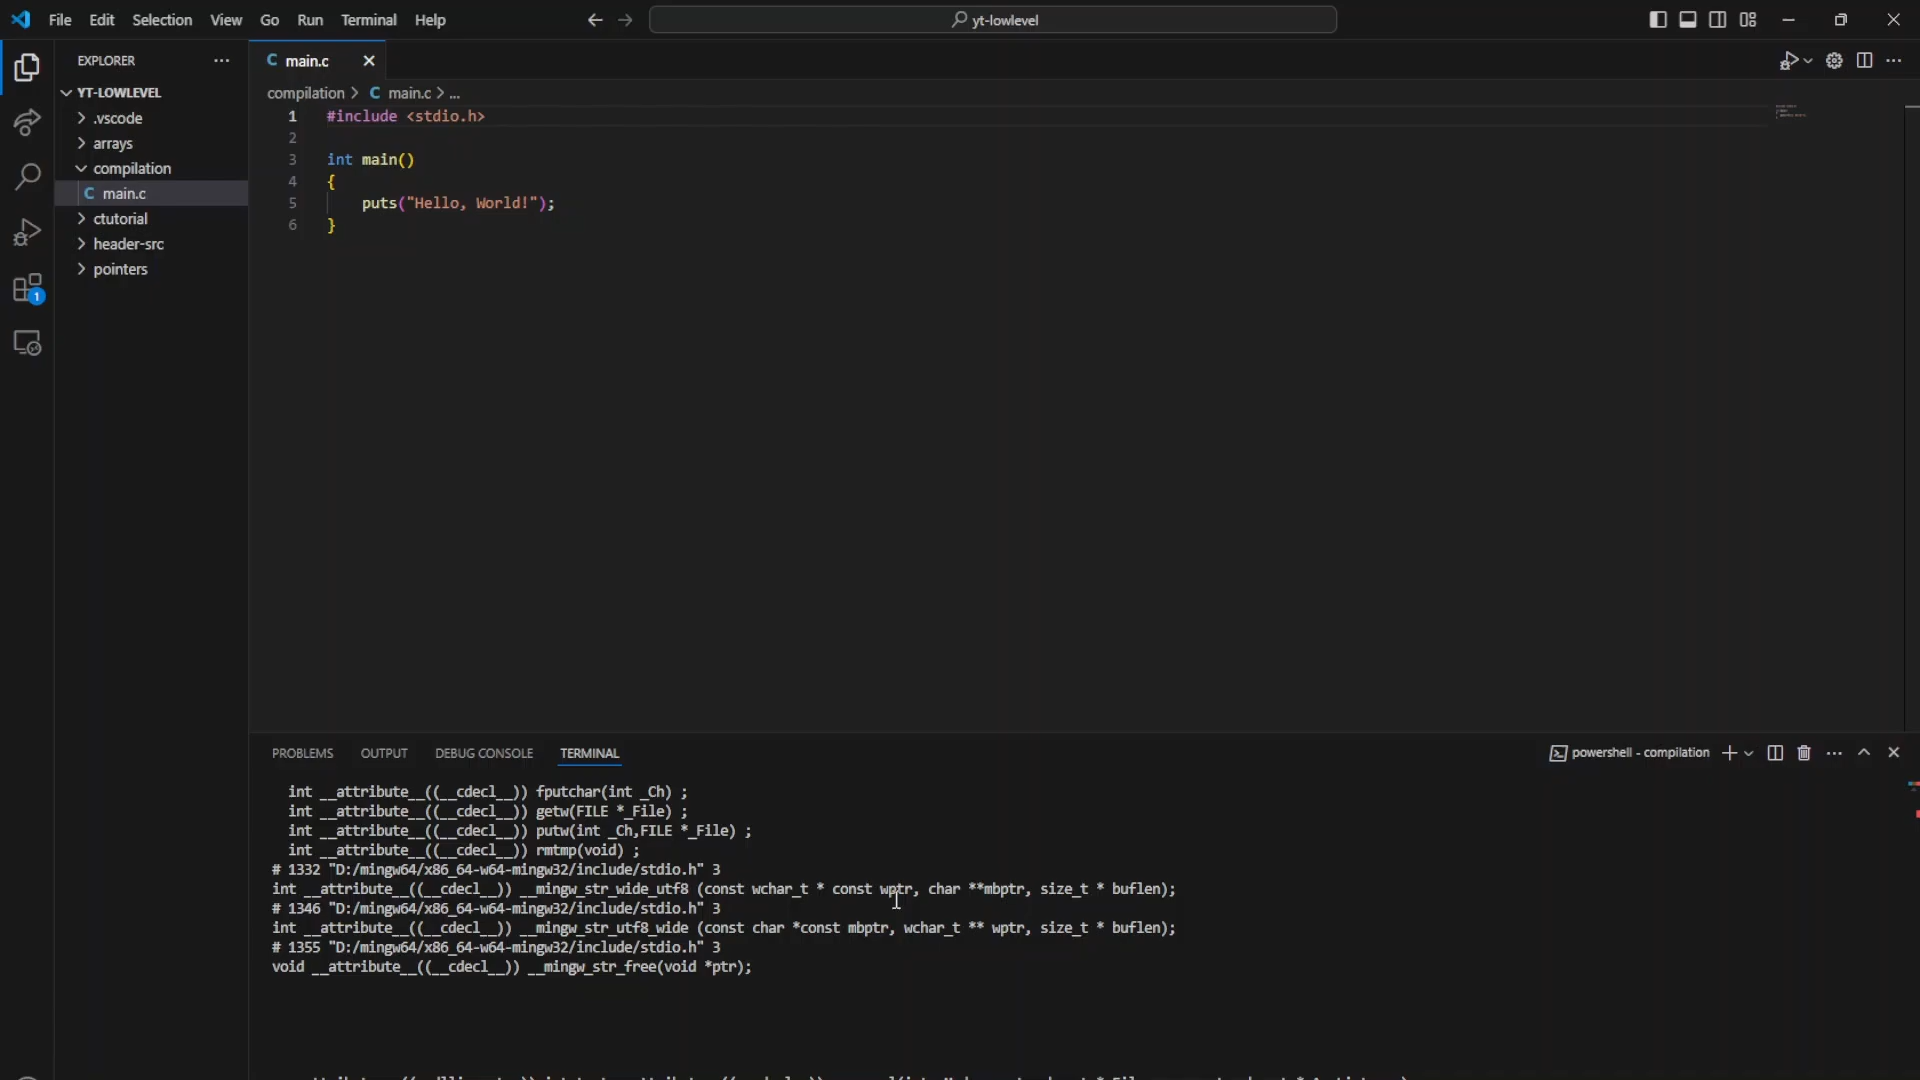 File Edit Selection View Go Run Terminal Help
yt-lowlevel
EXPLORER
YT-LOWLEVEL
.vscode
arrays
compilation
main.c
ctutorial
header-src
pointers
1
main.c
compilation > main.c > ...
1 #include <stdio.h>
2
3 int main()
4 {
5 puts("Hello, World!");
6 }
PROBLEMS OUTPUT DEBUG CONSOLE TERMINAL
powershell - compilation
int __attribute__((__cdecl__)) fputchar(int _Ch) ;
int __attribute__((__cdecl__)) getw(FILE *_File) ;
int __attribute__((__cdecl__)) putw(int _Ch,FILE *_File) ;
int __attribute__((__cdecl__)) rmtmp(void) ;
# 1332 "D:/mingw64/x86_64-w64-mingw32/include/stdio.h" 3
int __attribute__((__cdecl__)) __mingw_str_wide_utf8 (const wchar_t * const wptr, char **mbptr, size_t * buflen);
# 1346 "D:/mingw64/x86_64-w64-mingw32/include/stdio.h" 3
int __attribute__((__cdecl__)) __mingw_str_utf8_wide (const char *const mbptr, wchar_t ** wptr, size_t * buflen);
# 1355 "D:/mingw64/x86_64-w64-mingw32/include/stdio.h" 3
void __attribute__((__cdecl__)) __mingw_str_free(void *ptr);